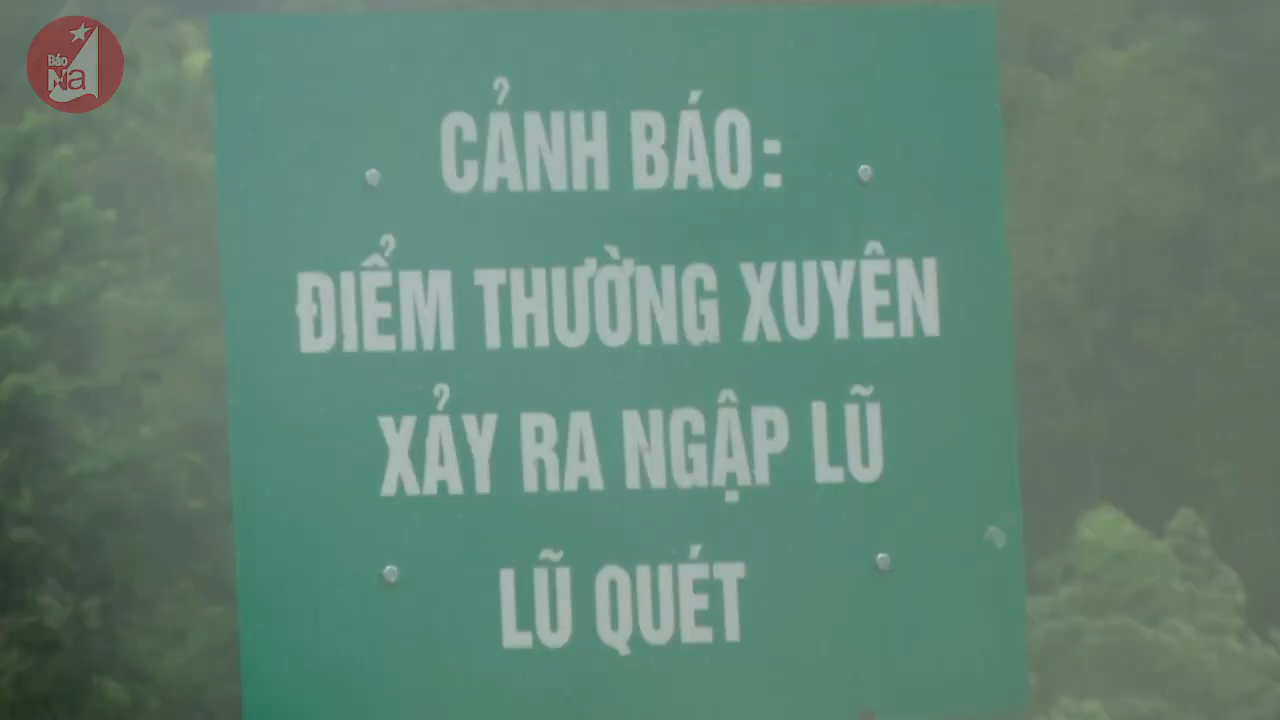 Báo
Na
CẢNH BÁO:
ĐIỂM THƯỜNG XUYÊN
XẢY RA NGẬP LŨ
LŨ QUÉT